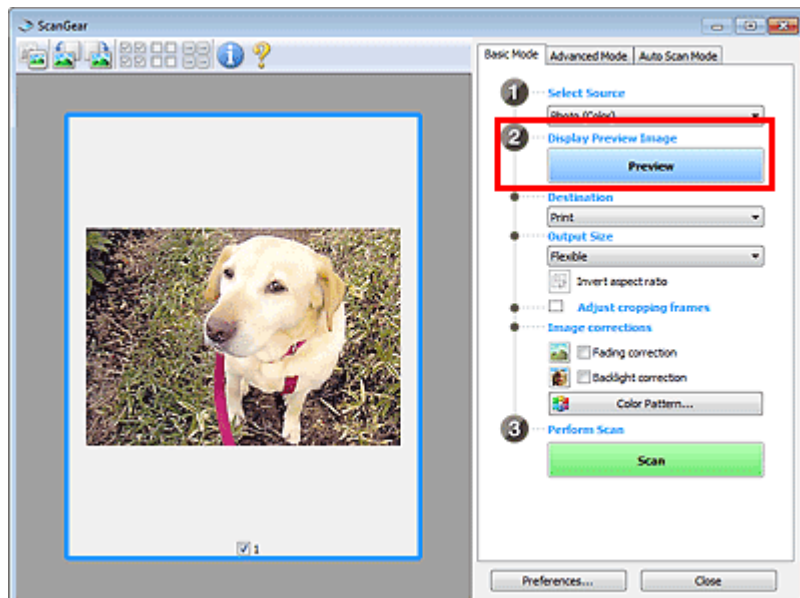 ScanGear
Basic Mode Advanced Mode Auto Scan Mode
1 Select Source
Photo (Color)
2 Display Preview Image
Preview
Destination
Print
Output Size
Flexible
Invert aspect ratio
Adjust cropping frames
Image corrections
Fading correction
Backlight correction
Color Pattern...
3 Perform Scan
Scan
1
Preferences... Close